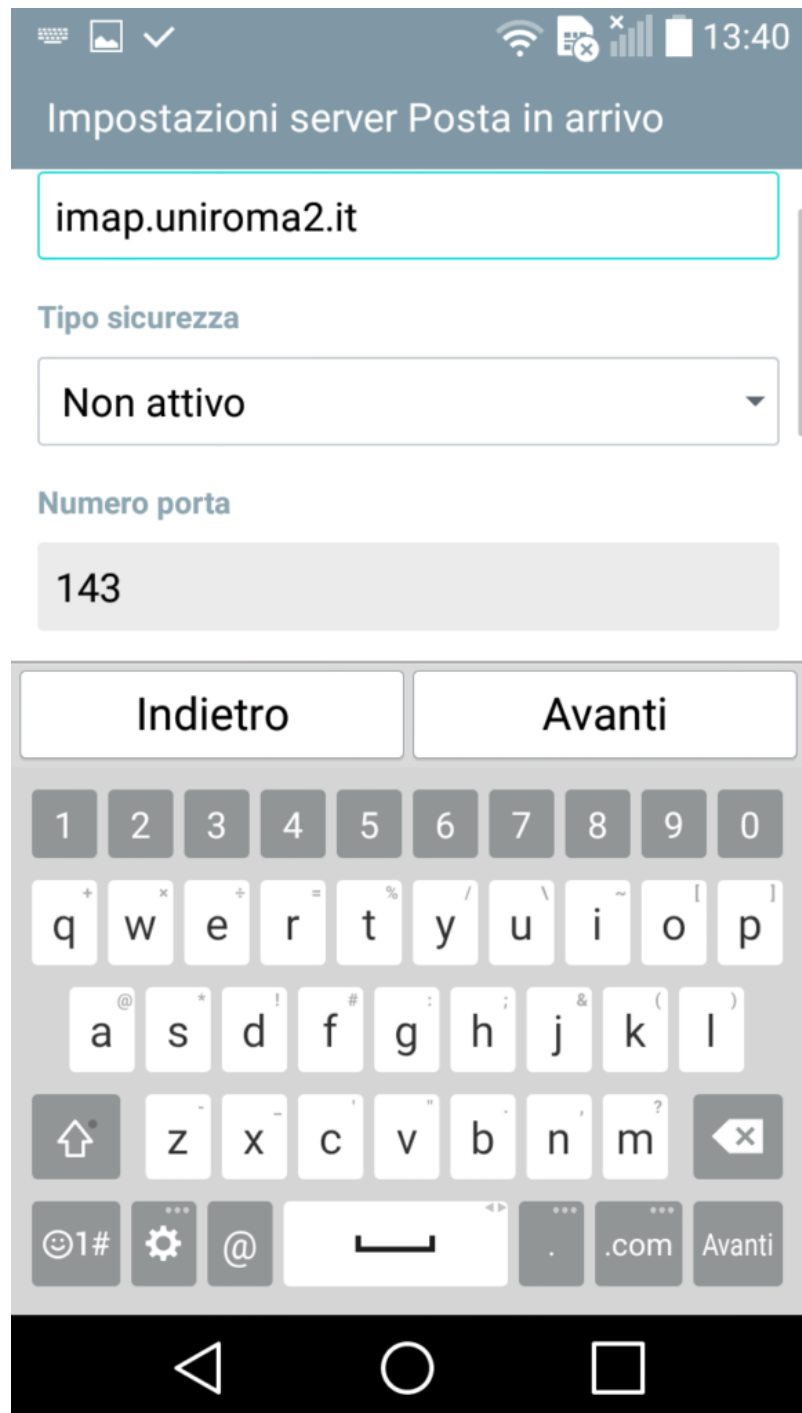 13:40
Impostazioni server Posta in arrivo
imap.uniroma2.it
Tipo sicurezza
Non attivo
Numero porta
143
Indietro Avanti
1 2 3 4 5 6 7 8 9 0
+ × ÷ = % / \ ~ [ ]
q w e r t y u i o p
@ * ! # : ; & ( )
a s d f g h j k l
- _ ' " . , ?
z x c v b n m
1# @ . .com Avanti